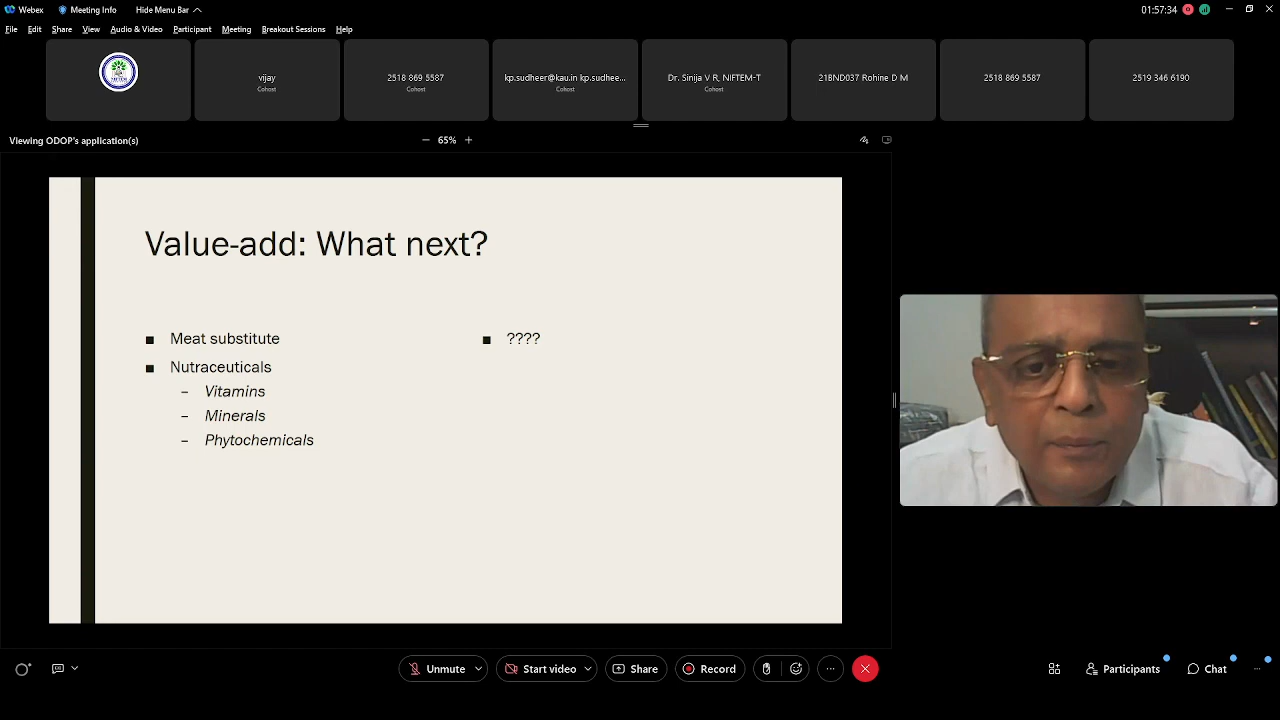 Webex
Meeting Info
Hide Menu Bar
01:57:34
File Edit Share View Audio & Video Participant Meeting Breakout Sessions Help
vijay
Cohost
2518 869 5587
Cohost
kp.sudheer@kau.in kp.sudhee...
Cohost
Dr. Sinija V R, NIFTEM-T
Cohost
21BND037 Rohine D M
2518 869 5587
2519 346 6190
Viewing ODOP's application(s)
65%
Value-add: What next?
Meat substitute
Nutraceuticals
– Vitamins
– Minerals
– Phytochemicals
????
Unmute
Start video
Share
Record
Participants
Chat